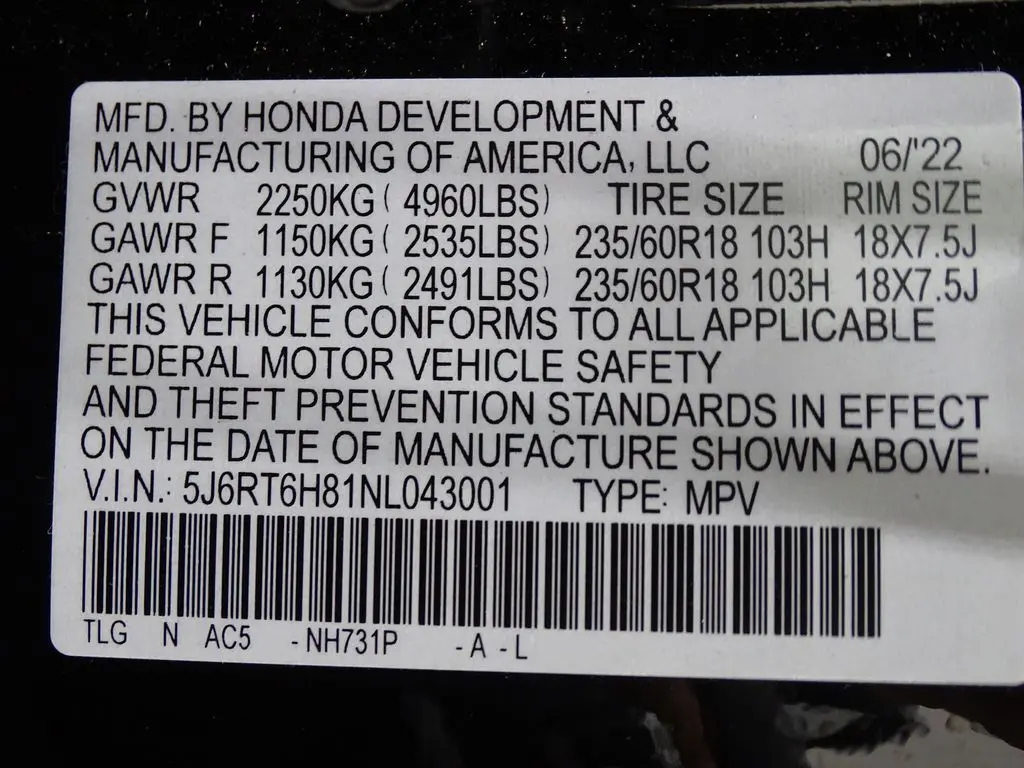 MFD. BY HONDA DEVELOPMENT &
MANUFACTURING OF AMERICA, LLC 06/'22
GVWR 2250KG ( 4960LBS) TIRE SIZE RIM SIZE
GAWR F 1150KG ( 2535LBS) 235/60R18 103H 18X7.5J
GAWR R 1130KG ( 2491LBS) 235/60R18 103H 18X7.5J
THIS VEHICLE CONFORMS TO ALL APPLICABLE
FEDERAL MOTOR VEHICLE SAFETY
AND THEFT PREVENTION STANDARDS IN EFFECT
ON THE DATE OF MANUFACTURE SHOWN ABOVE.
V.I.N.: 5J6RT6H81NL043001 TYPE: MPV
TLG N AC5 - NH731P - A - L